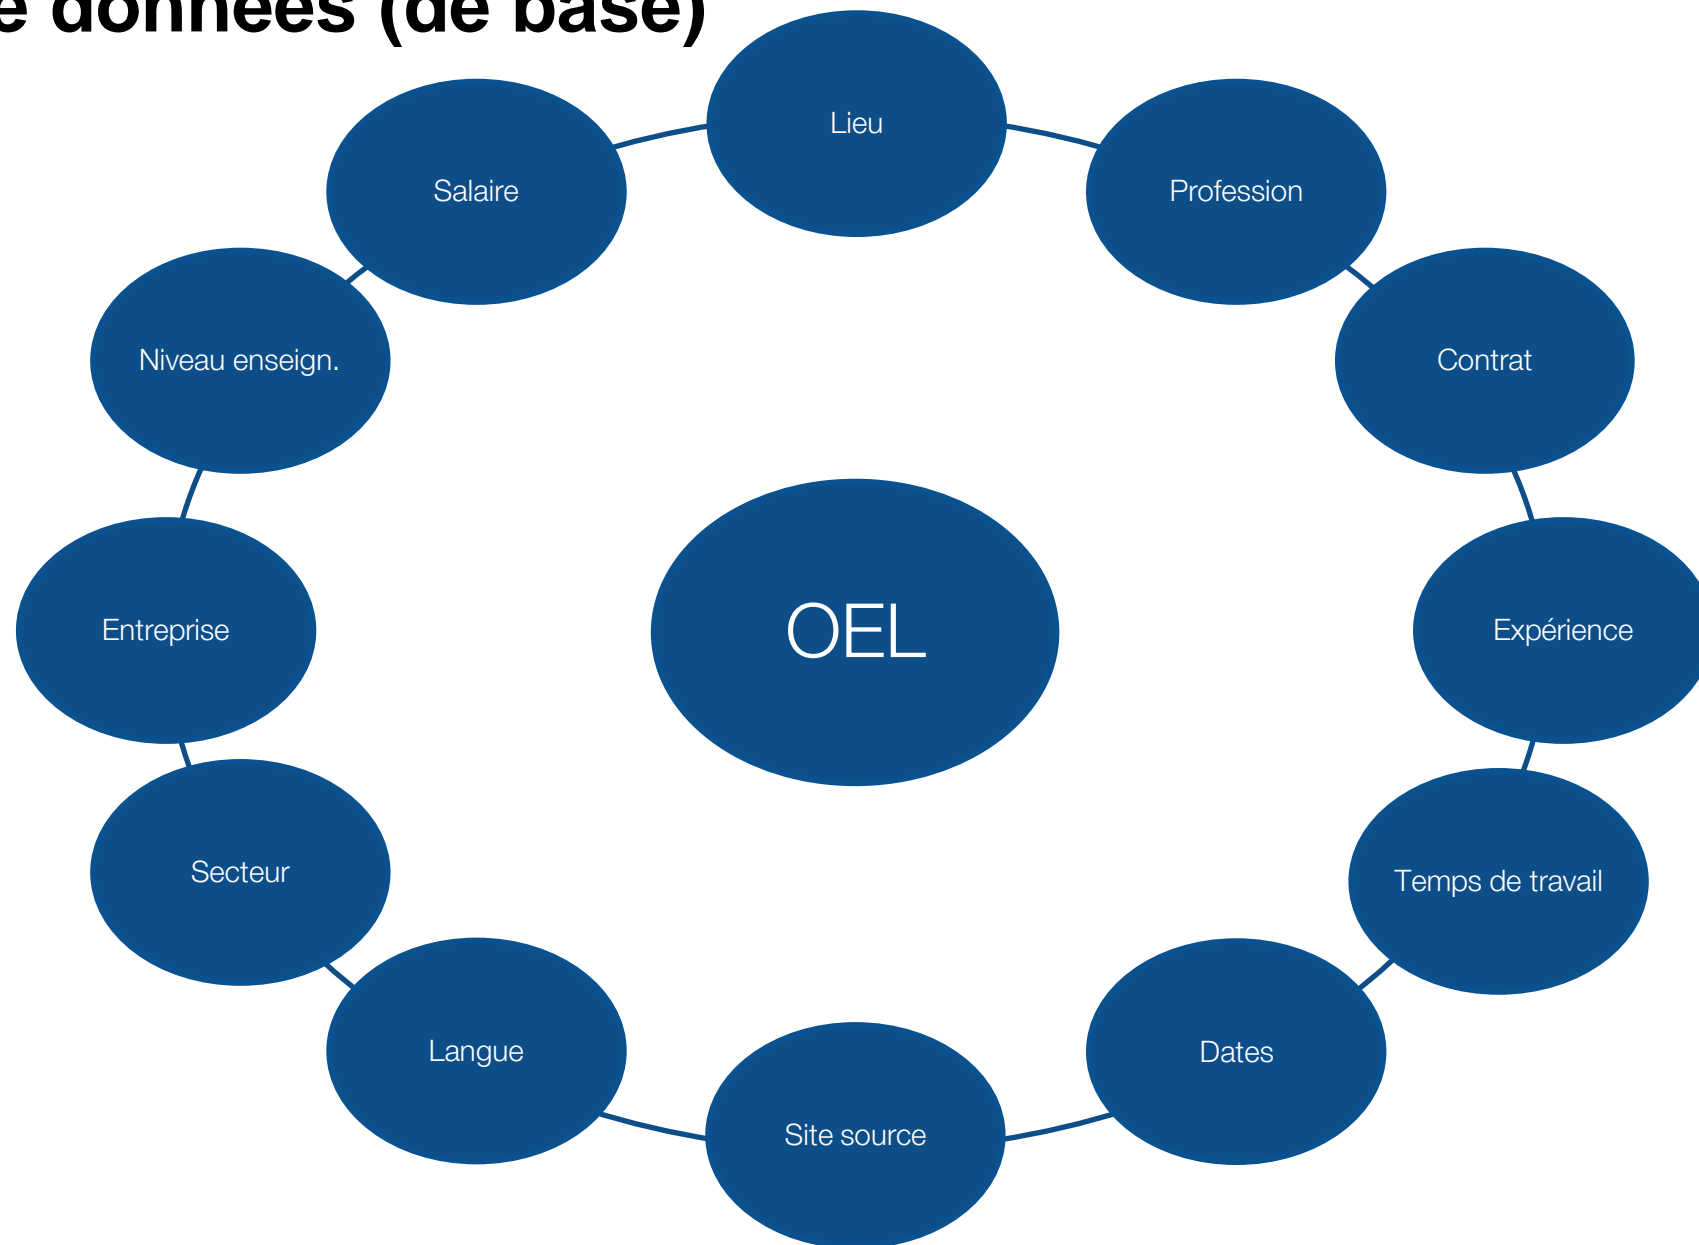 e données (de base)
Lieu
Profession
Contrat
Expérience
Temps de travail
Dates
Site source
Langue
Secteur
Entreprise
Niveau enseign.
Salaire
OEL